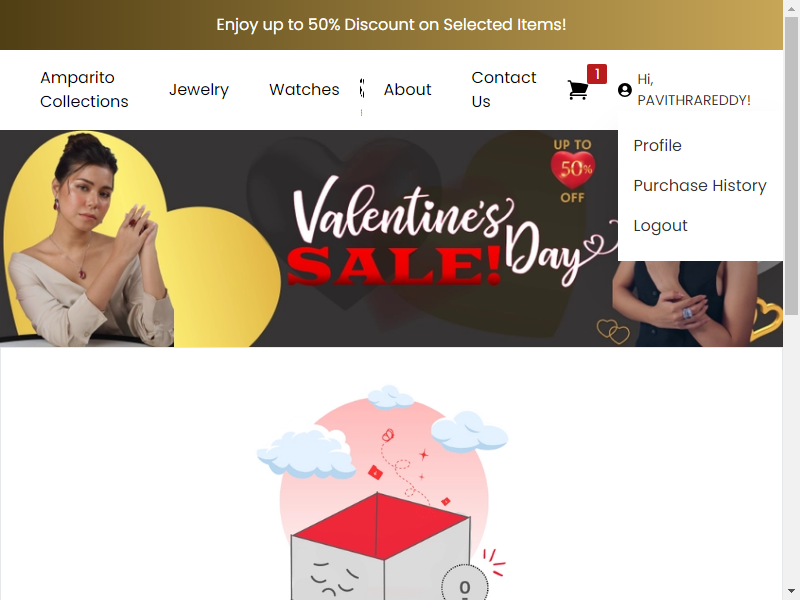 Enjoy up to 50% Discount on Selected Items!
Amparito
Collections
Jewelry
Watches
About
Contact
Us
1
Hi,
PAVITHRAREDDY!
Profile
Purchase History
Logout
UP TO
50%
OFF
Valentine's
Day
SALE!
0